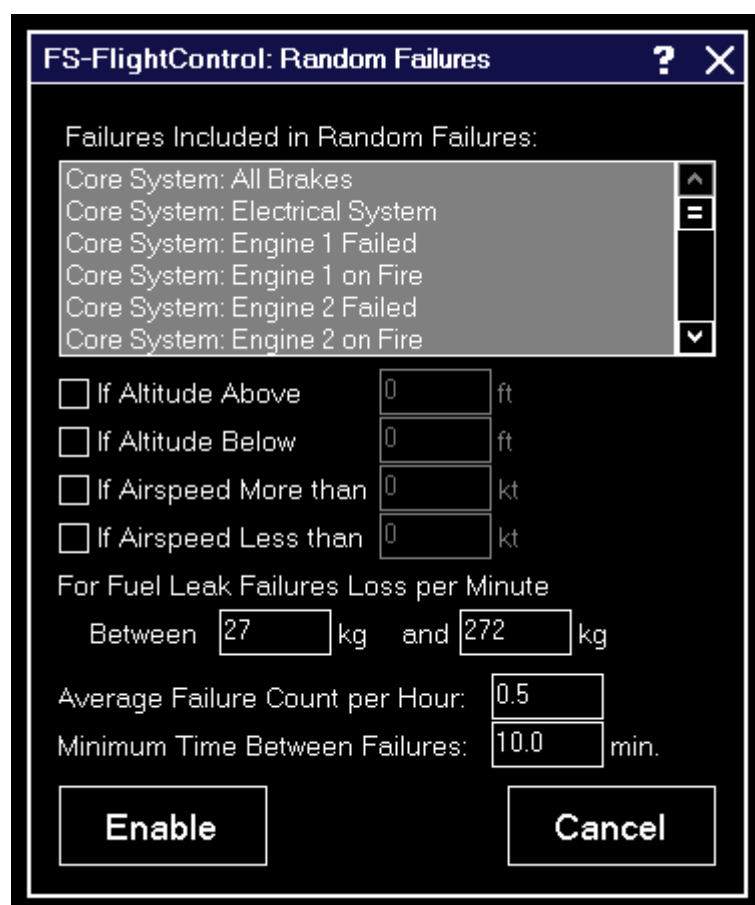 FS-FlightControl: Random Failures ?
Failures Included in Random Failures:
Core System: All Brakes
Core System: Electrical System
Core System: Engine 1 Failed
Core System: Engine 1 on Fire
Core System: Engine 2 Failed
Core System: Engine 2 on Fire
If Altitude Above 0 ft
If Altitude Below 0 ft
If Airspeed More than 0 kt
If Airspeed Less than 0 kt
For Fuel Leak Failures Loss per Minute
Between 27 kg and 272 kg
Average Failure Count per Hour: 0.5
Minimum Time Between Failures: 10.0 min.
Enable Cancel